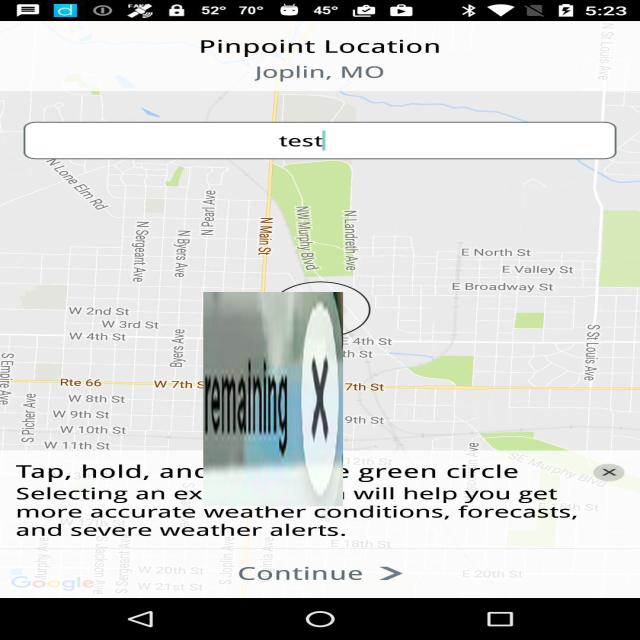 52° 70° 45° 5:23
Pinpoint Location
Joplin, MO
test
N St Louis Ave
N Lone Elm Rd
N Pearl Ave
N Sergeant Ave
N Byers Ave
N Main St
NW Murphy Blvd
N Landreth Ave
E North St
E Valley St
E Broadway St
W 2nd St
W 3rd St
W 4th St
E 4th St
5th St
Byers Ave
S St Louis Ave
S Empire Ave
Rte 66
W 7th S
7th St
S Picher Ave
W 8th St
W 9th St
9th St
W 10th St
W 11th St
remaining
X
Tap, hold, and
e green circle
Selecting an ex
will help you get
more accurate weather conditions, forecasts,
and severe weather alerts.
SE Murphy Blvd
E 18th St
Continue
Google
W 20th St
E 20th St
W 21st St